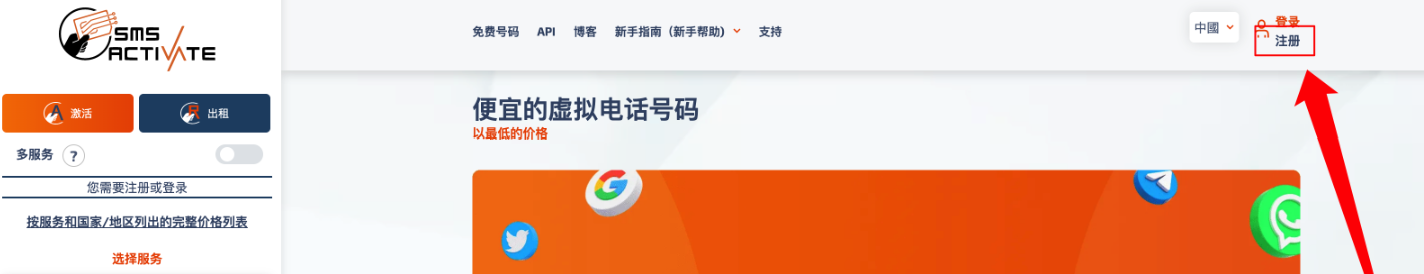 SMS
ACTIVATE
免费号码 API 博客 新手指南（新手帮助） 支持
中國
登录
注册
激活
出租
多服务 ?
您需要注册或登录
按服务和国家/地区列出的完整价格列表
选择服务
便宜的虚拟电话号码
以最低的价格